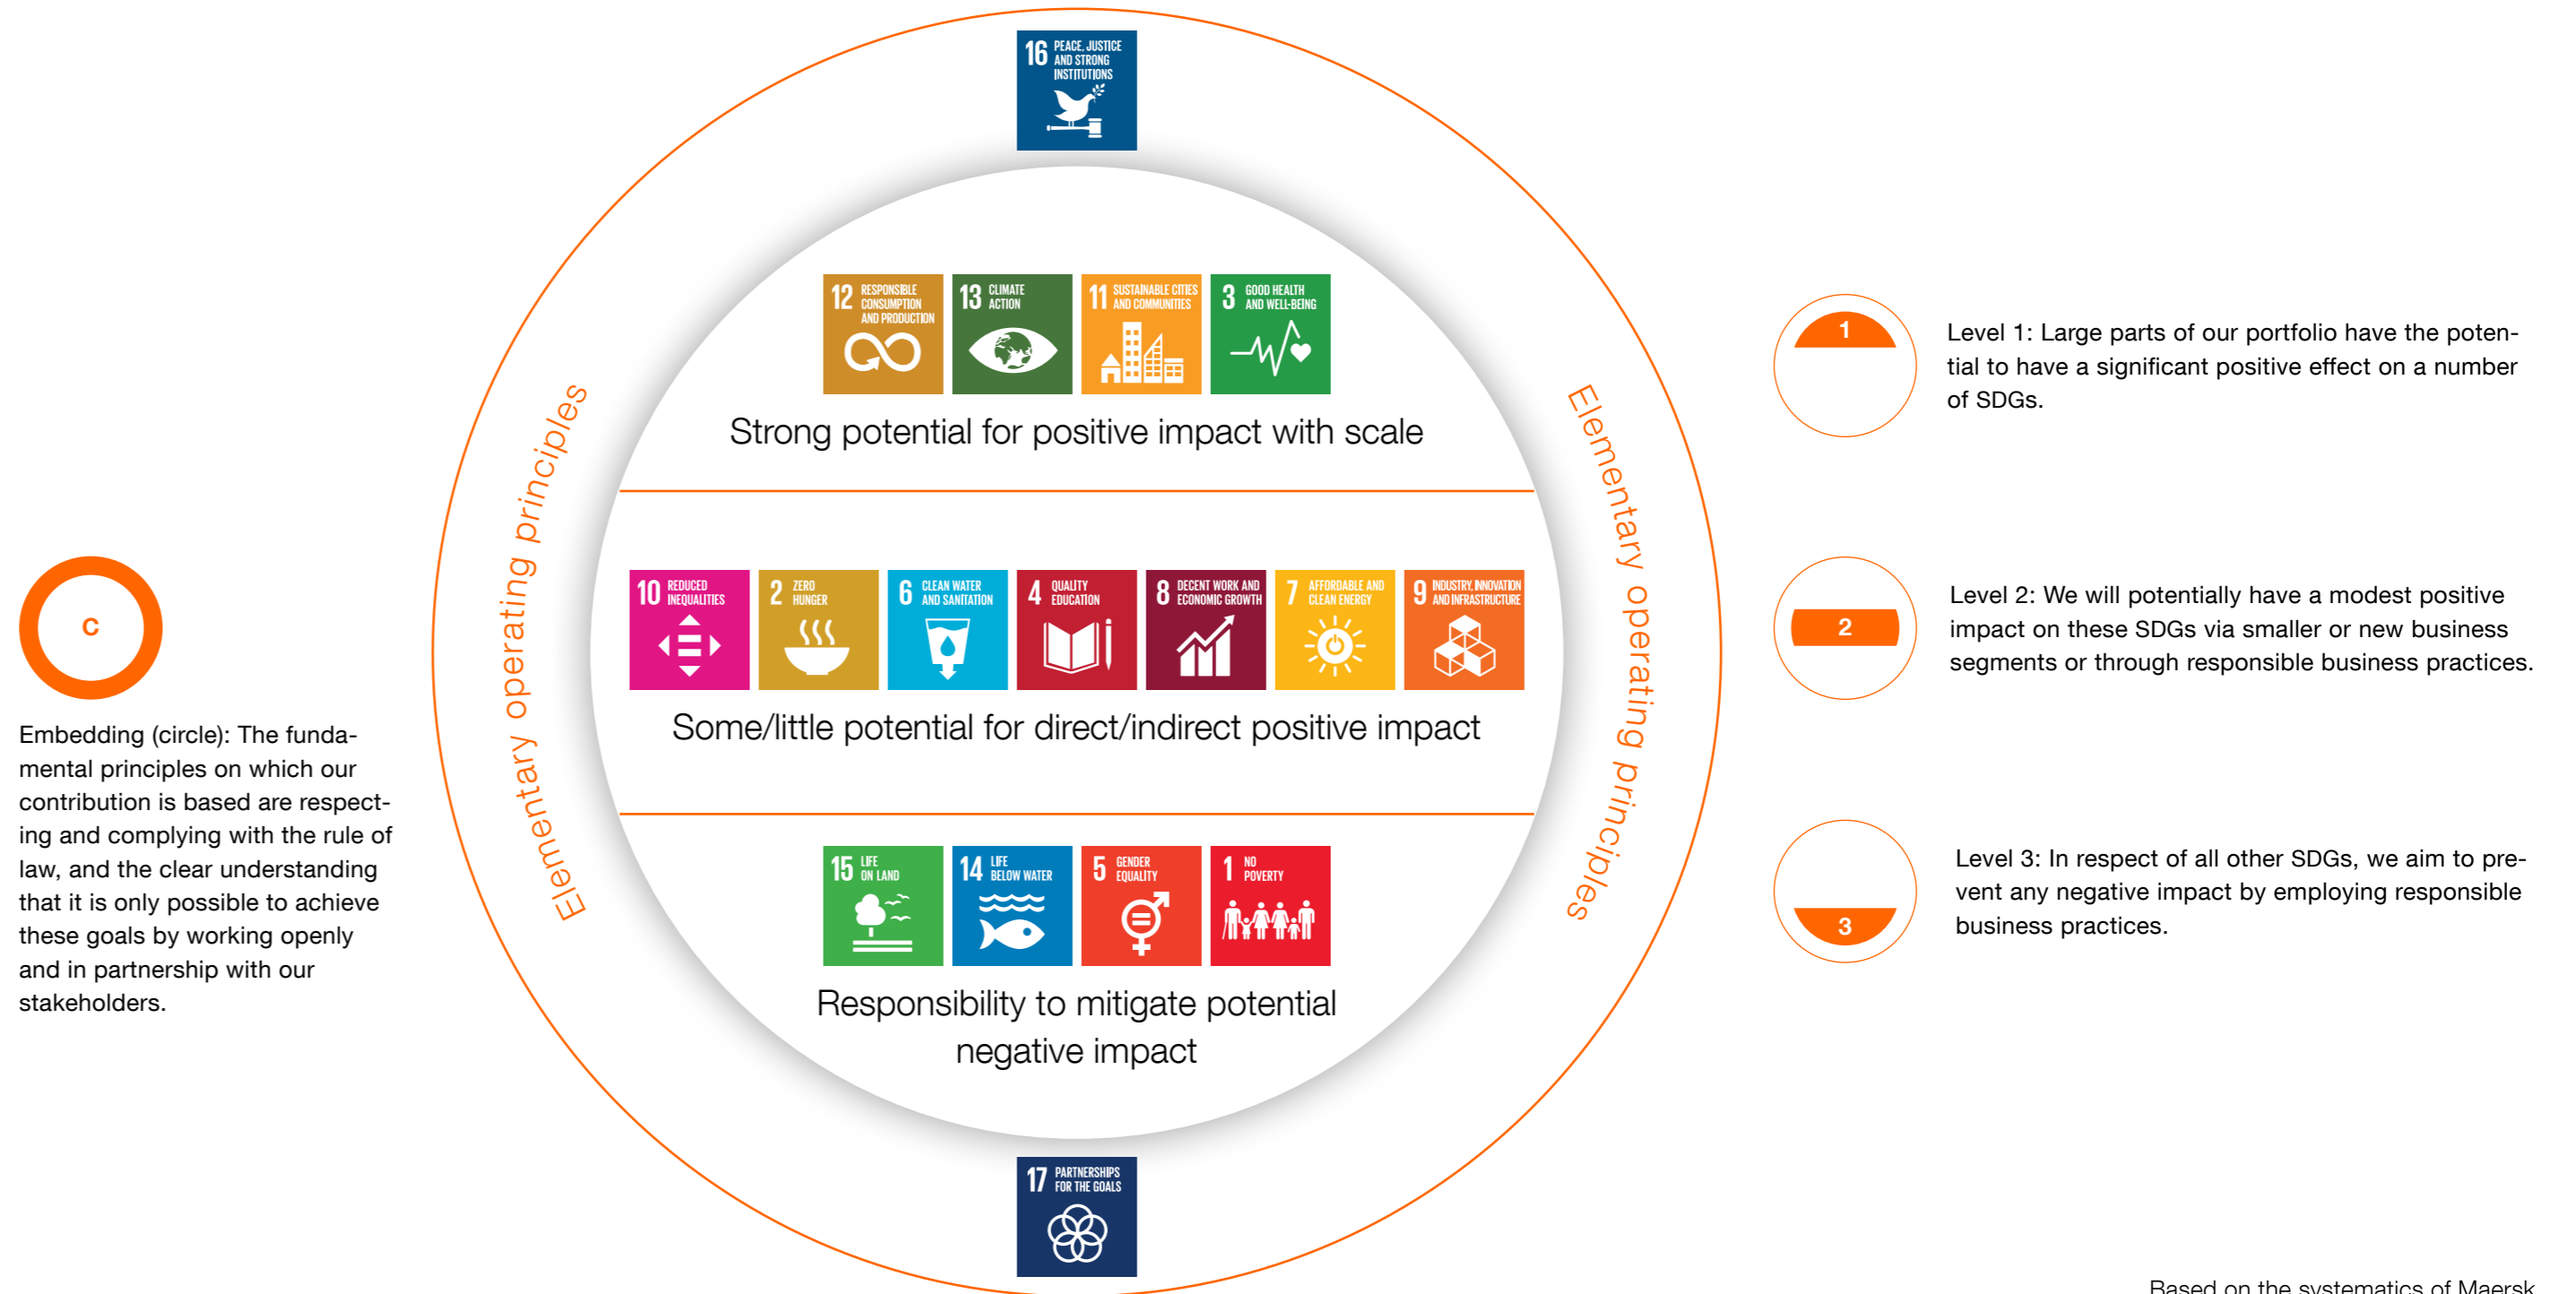 16 PEACE, JUSTICE
AND STRONG
INSTITUTIONS
12 RESPONSIBLE
CONSUMPTION
AND PRODUCTION
13 CLIMATE
ACTION
11 SUSTAINABLE CITIES
AND COMMUNITIES
3 GOOD HEALTH
AND WELL-BEING
Strong potential for positive impact with scale
Elementary operating principles
10 REDUCED
INEQUALITIES
2 ZERO
HUNGER
6 CLEAN WATER
AND SANITATION
4 QUALITY
EDUCATION
8 DECENT WORK AND
ECONOMIC GROWTH
7 AFFORDABLE AND
CLEAN ENERGY
9 INDUSTRY, INNOVATION
AND INFRASTRUCTURE
Some/little potential for direct/indirect positive impact
Elementary operating principles
15 LIFE
ON LAND
14 LIFE
BELOW WATER
5 GENDER
EQUALITY
1 NO
POVERTY
Responsibility to mitigate potential
negative impact
17 PARTNERSHIPS
FOR THE GOALS
C
Embedding (circle): The funda-
mental principles on which our
contribution is based are respect-
ing and complying with the rule of
law, and the clear understanding
that it is only possible to achieve
these goals by working openly
and in partnership with our
stakeholders.
1
Level 1: Large parts of our portfolio have the poten-
tial to have a significant positive effect on a number
of SDGs.
2
Level 2: We will potentially have a modest positive
impact on these SDGs via smaller or new business
segments or through responsible business practices.
3
Level 3: In respect of all other SDGs, we aim to pre-
vent any negative impact by employing responsible
business practices.
Based on the systematics of Maersk